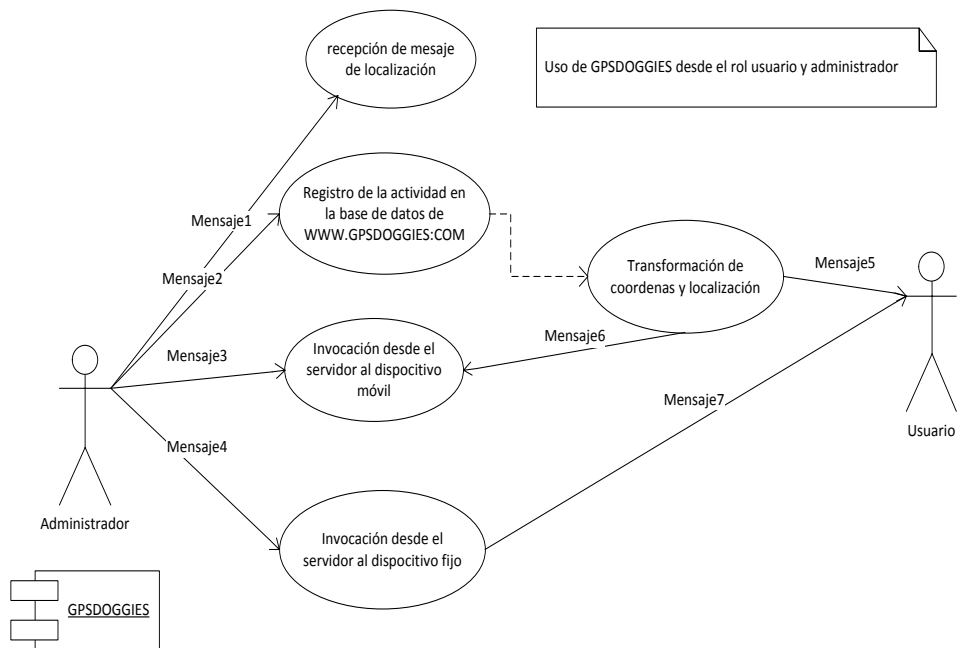 recepción de mesaje
de localización
Uso de GPSDOGGIES desde el rol usuario y administrador
Registro de la actividad en
la base de datos de
WWW.GPSDOGGIES:COM
Mensaje1
Mensaje2
Transformación de
coordenas y localización
Mensaje5
Mensaje6
Mensaje3
Invocación desde el
servidor al dispocitivo
móvil
Mensaje7
Usuario
Mensaje4
Administrador
Invocación desde el
servidor al dispocitivo fijo
GPSDOGGIES